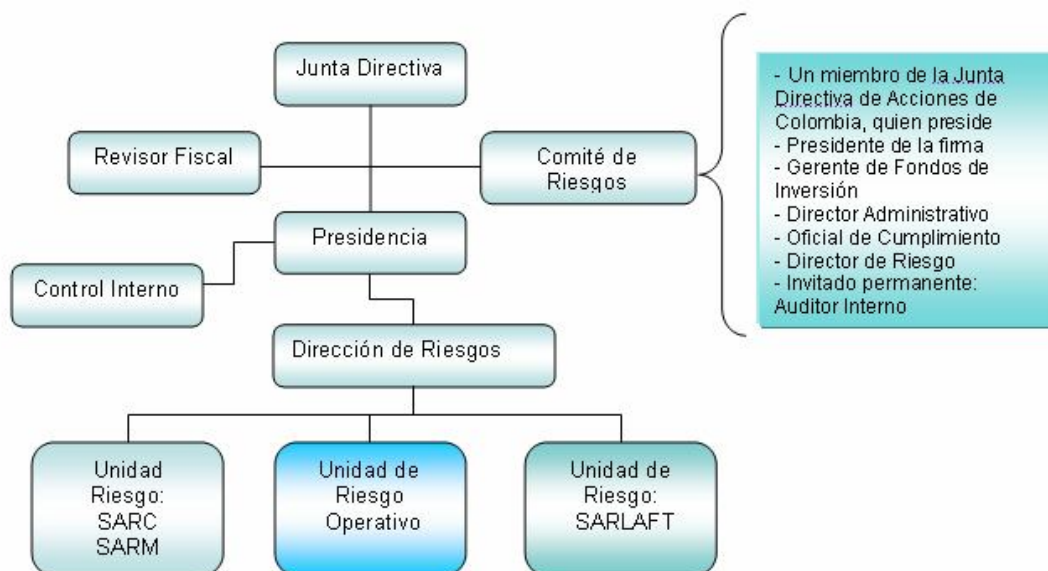 Junta Directiva
Revisor Fiscal
Comité de
Riesgos
- Un miembro de la Junta
Directiva de Acciones de
Colombia, quien preside
- Presidente de la firma
- Gerente de Fondos de
Inversión
- Director Administrativo
- Oficial de Cumplimiento
- Director de Riesgo
- Invitado permanente:
Auditor Interno
Presidencia
Control Interno
Dirección de Riesgos
Unidad
Riesgo:
SARC
SARM
Unidad de
Riesgo
Operativo
Unidad de
Riesgo:
SARLAFT